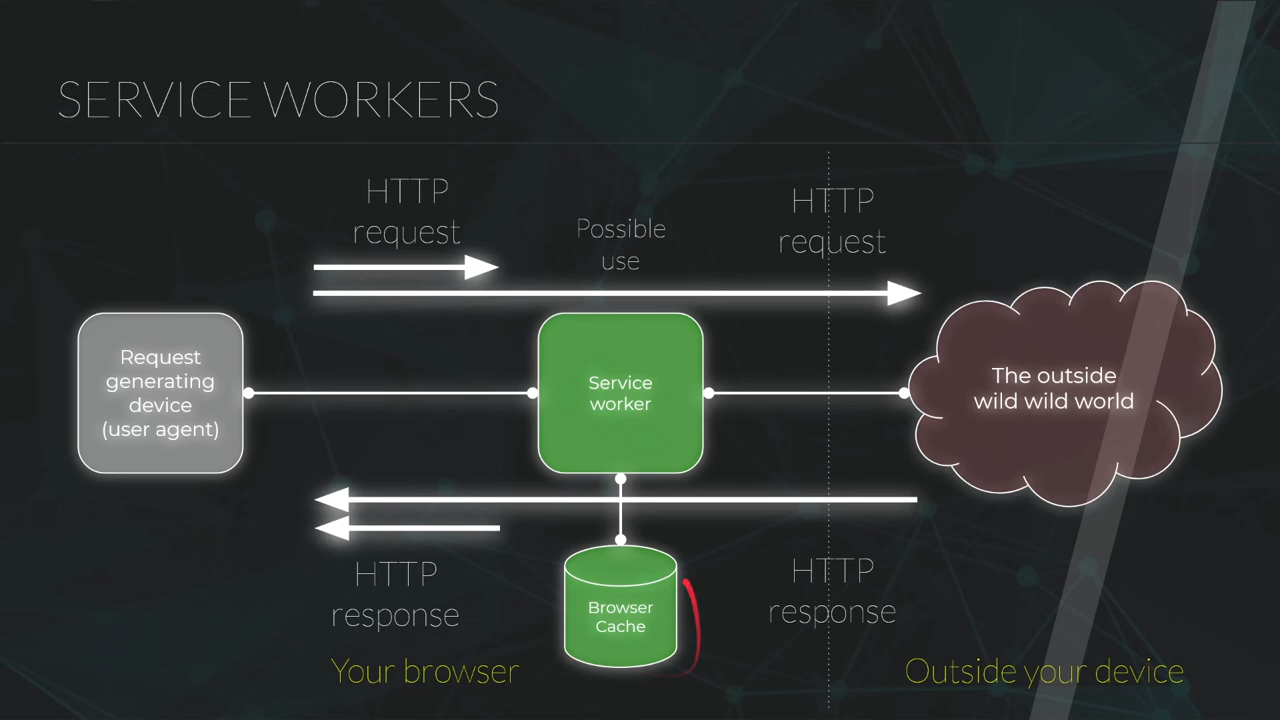 SERVICE WORKERS
HTTP
request
Possible
use
HTTP
request
Request
generating
device
(user agent)
Service
worker
The outside
wild wild world
HTTP
response
Browser
Cache
HTTP
response
Your browser
Outside your device